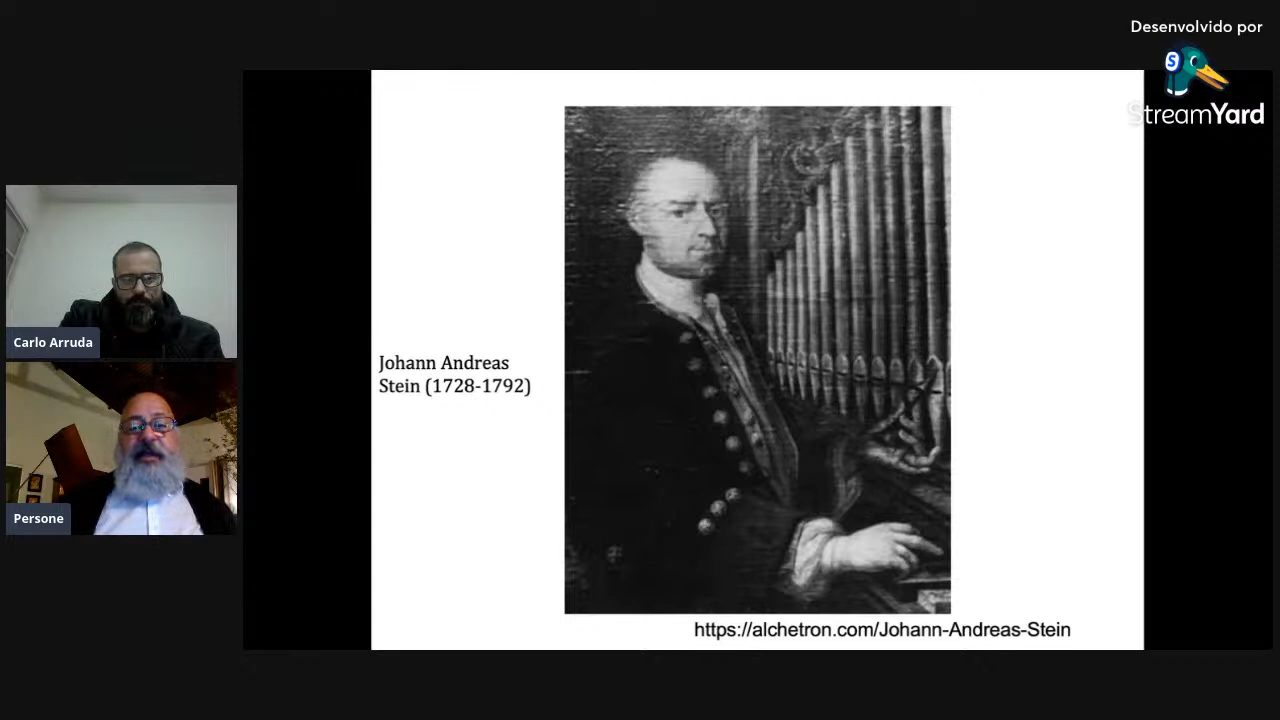 Desenvolvido por
StreamYard
Carlo Arruda
Johann Andreas
Stein (1728-1792)
Persone
https://alchetron.com/Johann-Andreas-Stein